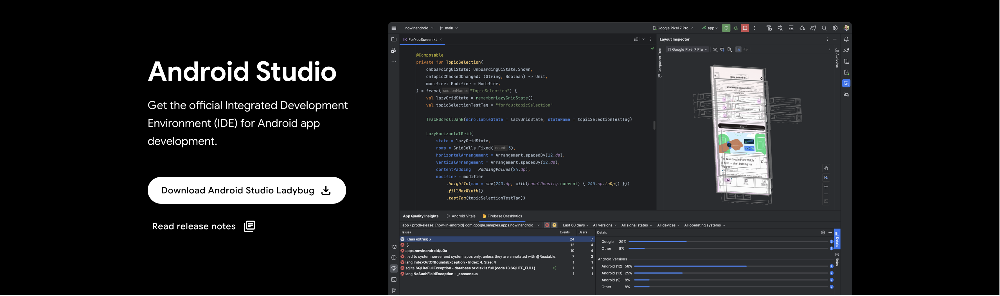 Android Studio
Get the official Integrated Development
Environment (IDE) for Android app
development.
Download Android Studio Ladybug
Read release notes
nowinandroid
main
Google Pixel 7 Pro
app
ForYouScreen.kt
@Composable
private fun TopicSelection(
onboardingUiState: OnboardingUiState.Shown,
onTopicCheckedChanged: (String, Boolean) -> Unit,
modifier: Modifier = Modifier,
) = trace( sectionName: "TopicSelection") {
val lazyGridState = rememberLazyGridState()
val topicSelectionTestTag = "forYou:topicSelection"
TrackScrollJank(scrollableState = lazyGridState, stateName = topicSelectionTestTag)
LazyHorizontalGrid(
state = lazyGridState,
rows = GridCells.Fixed( count: 3),
horizontalArrangement = Arrangement.spacedBy(12.dp),
verticalArrangement = Arrangement.spacedBy(12.dp),
contentPadding = PaddingValues(24.dp),
modifier = modifier
.heightIn(max = max(240.dp, with(LocalDensity.current) { 240.sp.toDp() }))
.fillMaxWidth()
.testTag(topicSelectionTestTag))
Layout Inspector
Component Tree
Google Pixel 7 Pro
Attributes
Now in Android
What are you interested in?
The new Google Pixel Watch
is here — start building for
Wear OS!
App Quality Insights
Android Vitals
Firebase Crashlytics
app › prodRelease: [now-in-android] com.google.samples.apps.nowinandroid
Last 60 days
All versions
All signal states
All devices
All operating systems
Issues Events Users
. (has extras) } 24 7
. } 12 4
apps.nowinandroid/u0a 10 4
...ed to system_server and system apps only, unless they are annotated with @Readable. 7 3
lang.IndexOutOfBoundsException - Index: 4, Size: 4 1 1
sqlite.SQLiteFullException - database or disk is full (code 13 SQLITE_FULL) 1 1
lang.NoSuchFieldException - _consensus 1 1
Details
Google 29%
Other 8%
Android Versions
Android (12) 58%
Android (13) 25%
Android (9) 8%
Other 8%
Details
Notes